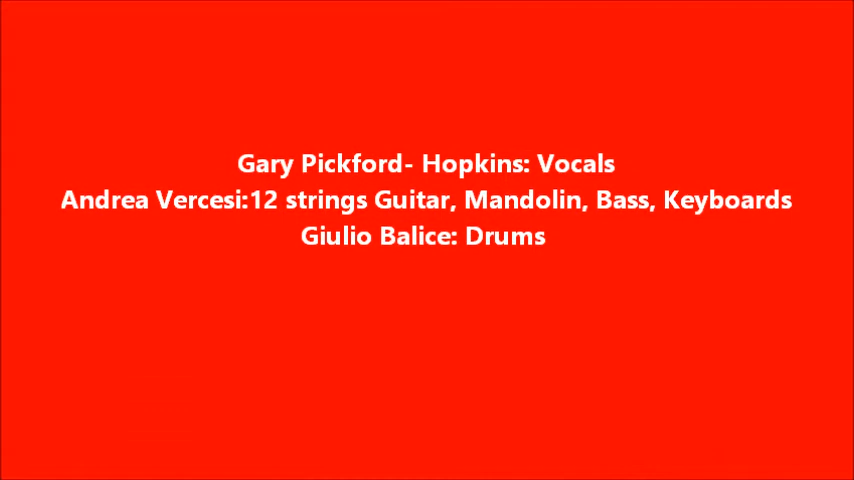 Gary Pickford- Hopkins: Vocals
Andrea Vercesi:12 strings Guitar, Mandolin, Bass, Keyboards
Giulio Balice: Drums